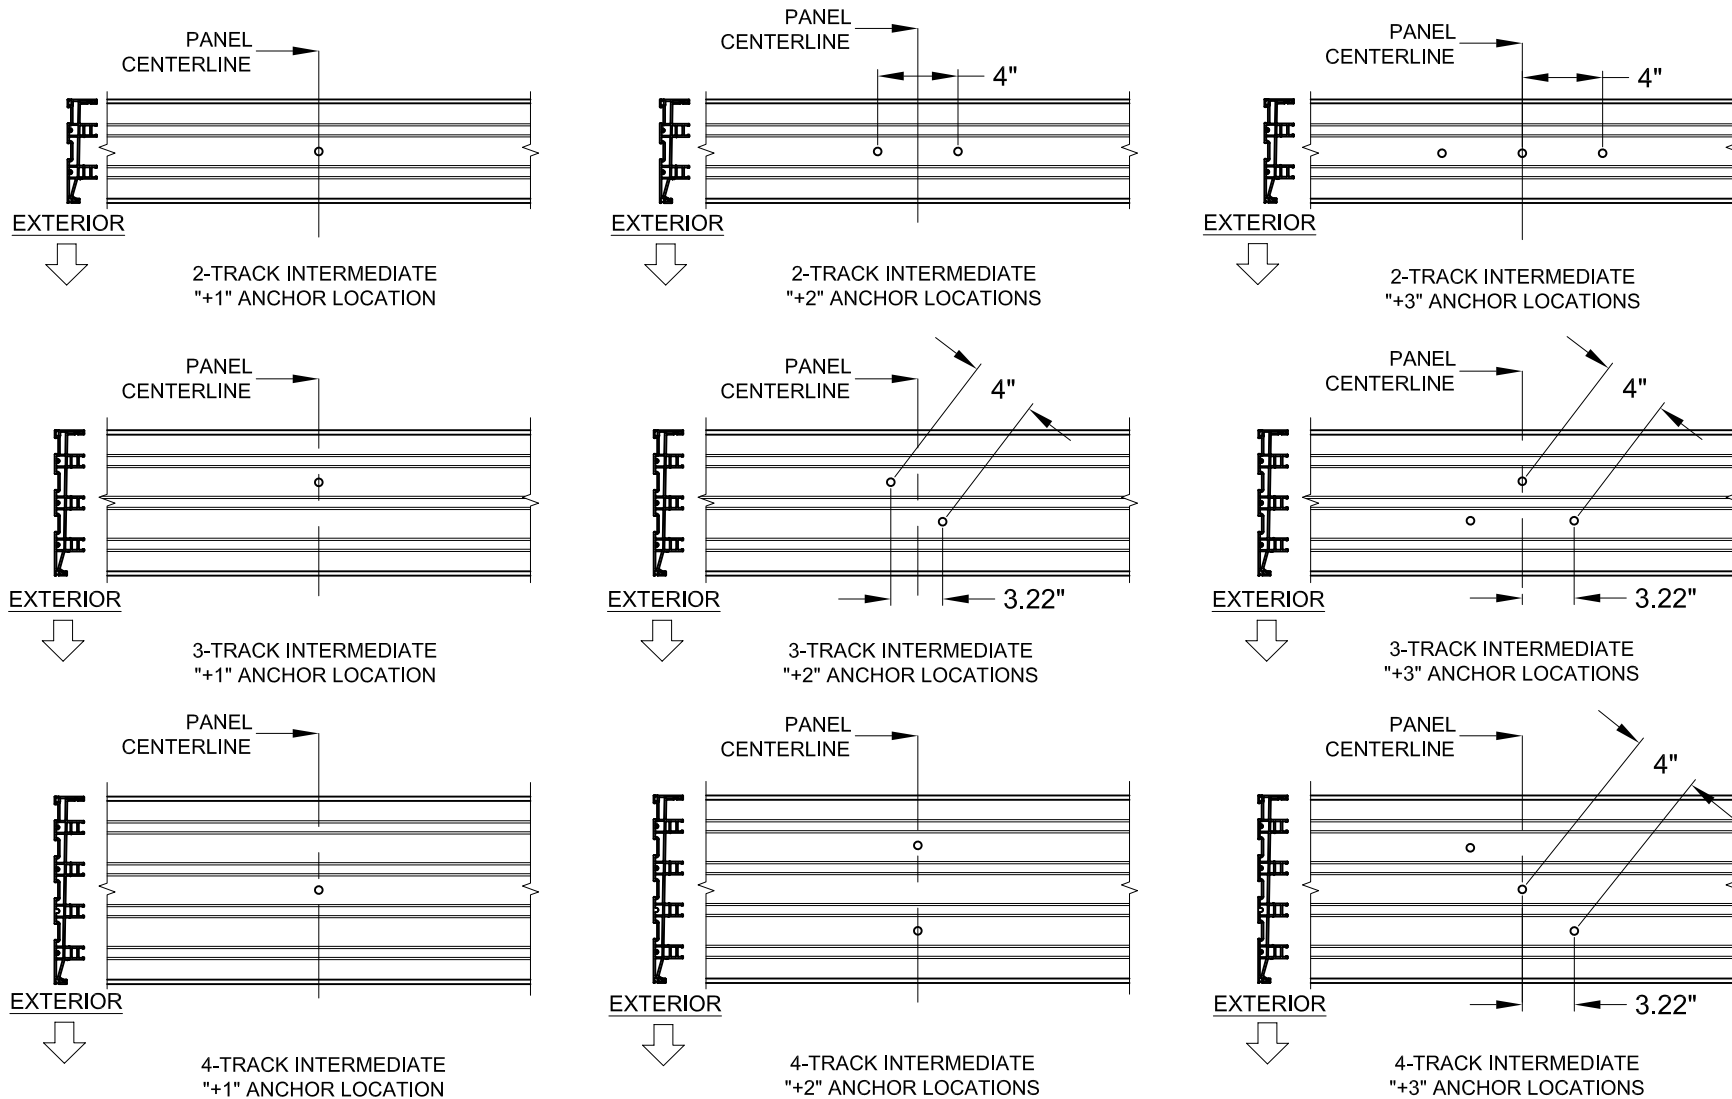 PANEL
CENTERLINE
EXTERIOR
2-TRACK INTERMEDIATE
"+1" ANCHOR LOCATION
PANEL
CENTERLINE
4"
EXTERIOR
2-TRACK INTERMEDIATE
"+2" ANCHOR LOCATIONS
PANEL
CENTERLINE
4"
EXTERIOR
2-TRACK INTERMEDIATE
"+3" ANCHOR LOCATIONS
PANEL
CENTERLINE
EXTERIOR
3-TRACK INTERMEDIATE
"+1" ANCHOR LOCATION
PANEL
CENTERLINE
4"
3.22"
EXTERIOR
3-TRACK INTERMEDIATE
"+2" ANCHOR LOCATIONS
PANEL
CENTERLINE
4"
3.22"
EXTERIOR
3-TRACK INTERMEDIATE
"+3" ANCHOR LOCATIONS
PANEL
CENTERLINE
EXTERIOR
4-TRACK INTERMEDIATE
"+1" ANCHOR LOCATION
PANEL
CENTERLINE
EXTERIOR
4-TRACK INTERMEDIATE
"+2" ANCHOR LOCATIONS
PANEL
CENTERLINE
4"
3.22"
EXTERIOR
4-TRACK INTERMEDIATE
"+3" ANCHOR LOCATIONS